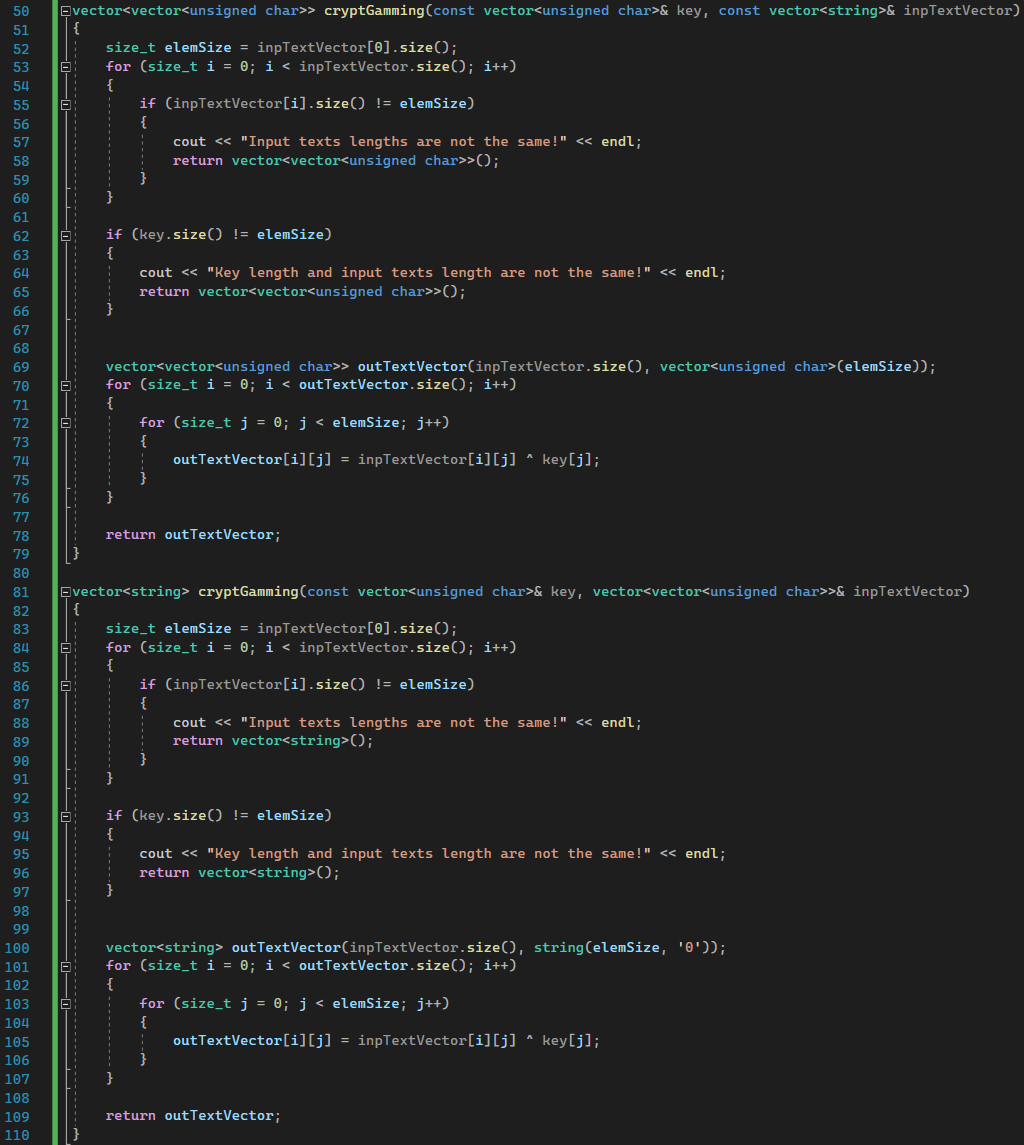 50 vector<vector<unsigned char>> cryptGamming(const vector<unsigned char>& key, const vector<string>& inpTextVector)
51 {
52     size_t elemSize = inpTextVector[0].size();
53     for (size_t i = 0; i < inpTextVector.size(); i++)
54     {
55         if (inpTextVector[i].size() != elemSize)
56         {
57             cout << "Input texts lengths are not the same!" << endl;
58             return vector<vector<unsigned char>>();
59         }
60     }
61
62     if (key.size() != elemSize)
63     {
64         cout << "Key length and input texts length are not the same!" << endl;
65         return vector<vector<unsigned char>>();
66     }
67
68
69     vector<vector<unsigned char>> outTextVector(inpTextVector.size(), vector<unsigned char>(elemSize));
70     for (size_t i = 0; i < outTextVector.size(); i++)
71     {
72         for (size_t j = 0; j < elemSize; j++)
73         {
74             outTextVector[i][j] = inpTextVector[i][j] ^ key[j];
75         }
76     }
77
78     return outTextVector;
79 }
80
81 vector<string> cryptGamming(const vector<unsigned char>& key, vector<vector<unsigned char>>& inpTextVector)
82 {
83     size_t elemSize = inpTextVector[0].size();
84     for (size_t i = 0; i < inpTextVector.size(); i++)
85     {
86         if (inpTextVector[i].size() != elemSize)
87         {
88             cout << "Input texts lengths are not the same!" << endl;
89             return vector<string>();
90         }
91     }
92
93     if (key.size() != elemSize)
94     {
95         cout << "Key length and input texts length are not the same!" << endl;
96         return vector<string>();
97     }
98
99
100     vector<string> outTextVector(inpTextVector.size(), string(elemSize, '0'));
101     for (size_t i = 0; i < outTextVector.size(); i++)
102     {
103         for (size_t j = 0; j < elemSize; j++)
104         {
105             outTextVector[i][j] = inpTextVector[i][j] ^ key[j];
106         }
107     }
108
109     return outTextVector;
110 }